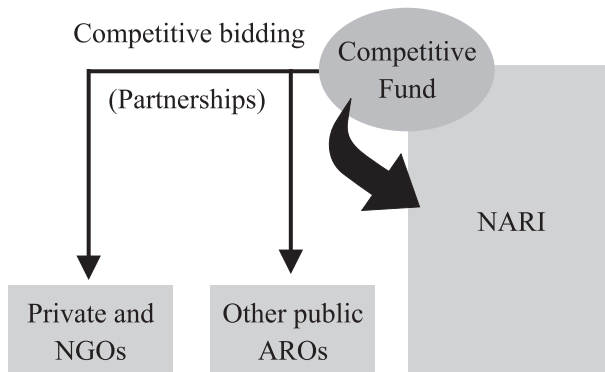 Competitive bidding
(Partnerships)
Competitive
Fund
NARI
Private and
NGOs
Other public
AROs